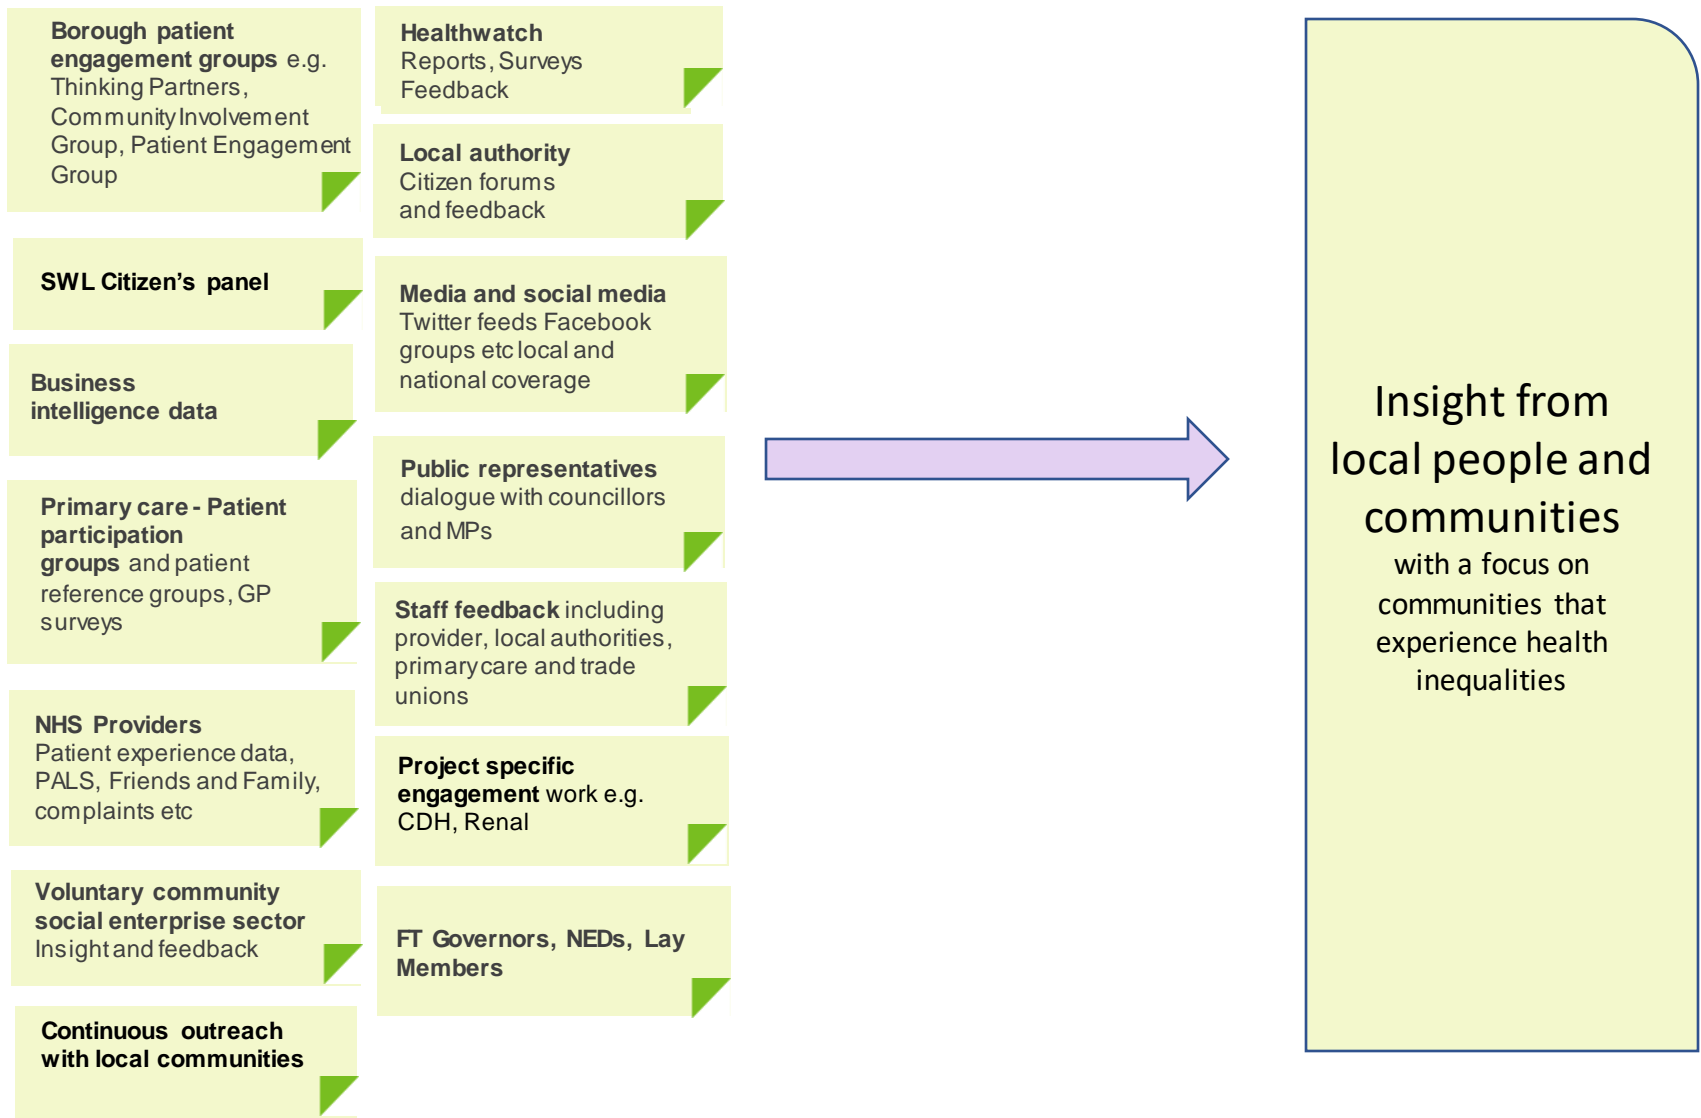 Borough patient
engagement groups e.g.
Thinking Partners,
Community Involvement
Group, Patient Engagement
Group
SWL Citizen's panel
Business
intelligence data
Primary care - Patient
participation
groups and patient
reference groups, GP
surveys
NHS Providers
Patient experience data,
PALS, Friends and Family,
complaints etc
Voluntary community
social enterprise sector
Insight and feedback
Continuous outreach
with local communities
Healthwatch
Reports, Surveys
Feedback
Local authority
Citizen forums
and feedback
Media and social media
Twitter feeds Facebook
groups etc local and
national coverage
Public representatives
dialogue with councillors
and MPs
Staff feedback including
provider, local authorities,
primary care and trade
unions
Project specific
engagement work e.g.
CDH, Renal
FT Governors, NEDs, Lay
Members
Insight from
local people and
communities
with a focus on
communities that
experience health
inequalities